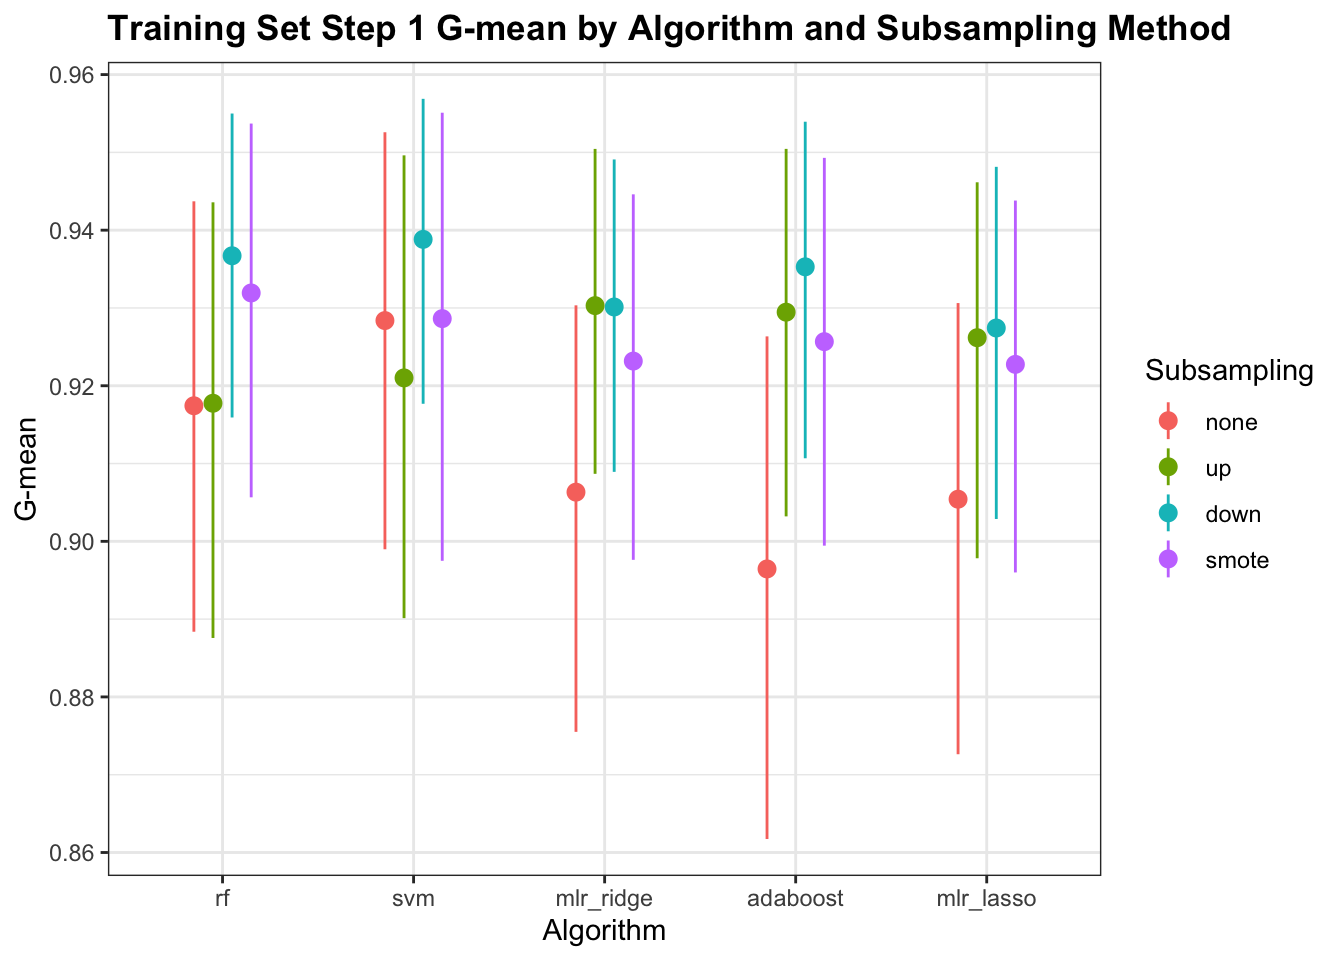 Training Set Step 1 G-mean by Algorithm and Subsampling Method
G-mean
0.96
0.94
0.92
0.90
0.88
0.86
rf svm mlr_ridge adaboost mlr_lasso
Algorithm
Subsampling
none
up
down
smote